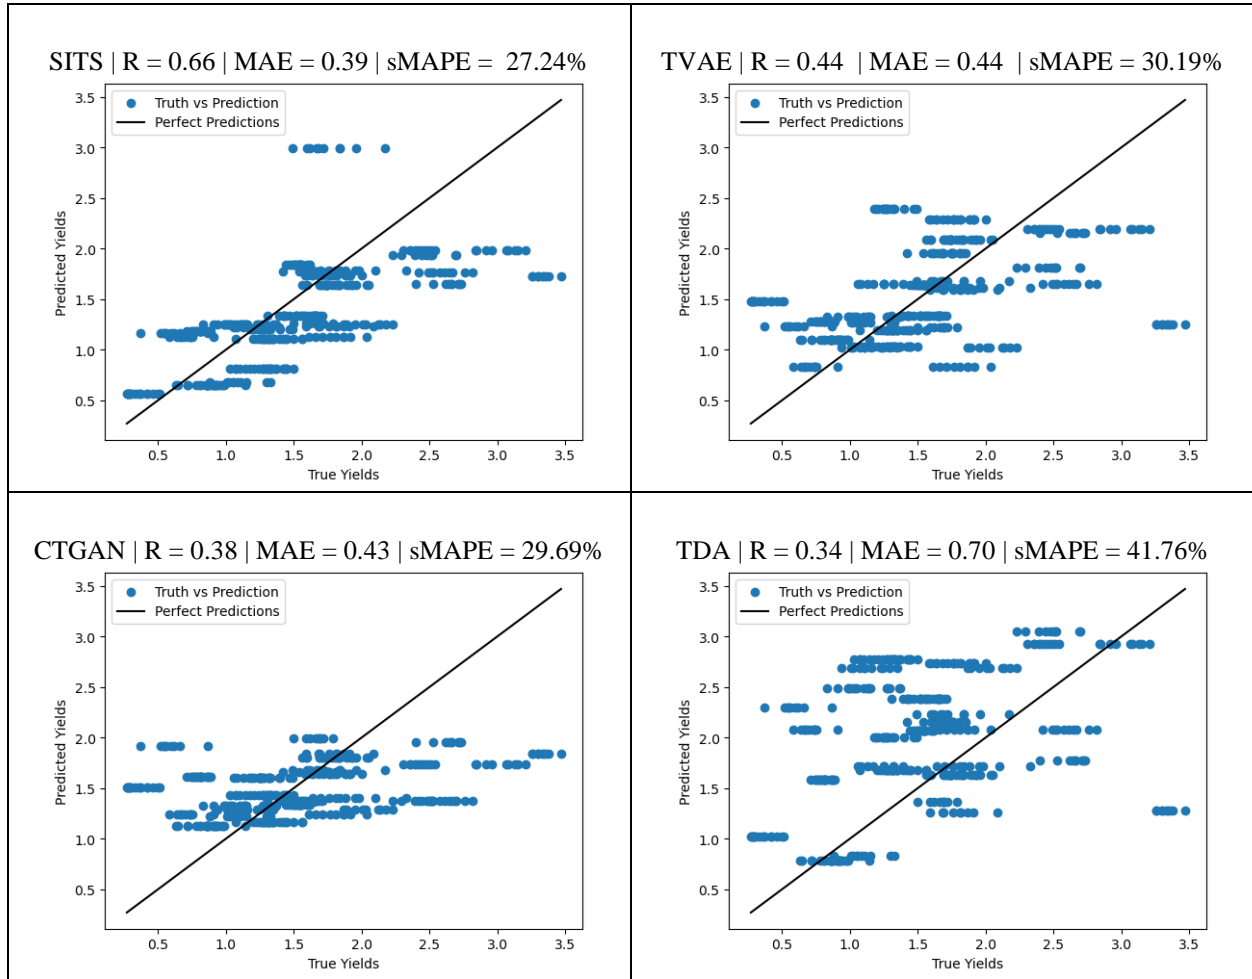 SITS | R = 0.66 | MAE = 0.39 | sMAPE = 27.24%
Truth vs Prediction
Perfect Predictions
Predicted Yields
3.5
3.0
2.5
2.0
1.5
1.0
0.5
0.5 1.0 1.5 2.0 2.5 3.0 3.5
True Yields
TVAE | R = 0.44 | MAE = 0.44 | sMAPE = 30.19%
Truth vs Prediction
Perfect Predictions
Predicted Yields
3.5
3.0
2.5
2.0
1.5
1.0
0.5
0.5 1.0 1.5 2.0 2.5 3.0 3.5
True Yields
CTGAN | R = 0.38 | MAE = 0.43 | sMAPE = 29.69%
Truth vs Prediction
Perfect Predictions
Predicted Yields
3.5
3.0
2.5
2.0
1.5
1.0
0.5
0.5 1.0 1.5 2.0 2.5 3.0 3.5
True Yields
TDA | R = 0.34 | MAE = 0.70 | sMAPE = 41.76%
Truth vs Prediction
Perfect Predictions
Predicted Yields
3.5
3.0
2.5
2.0
1.5
1.0
0.5
0.5 1.0 1.5 2.0 2.5 3.0 3.5
True Yields